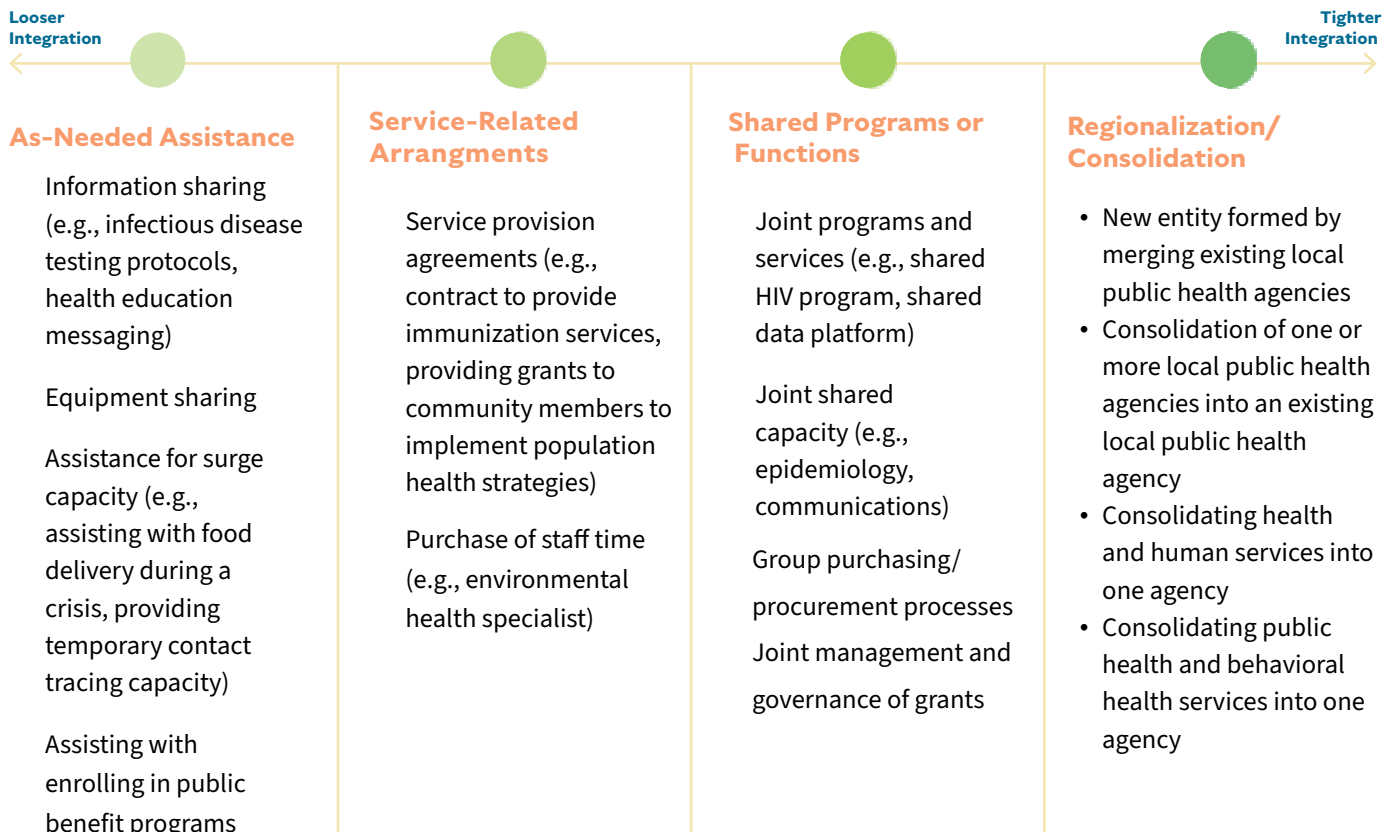 Looser
Integration
Tighter
Integration
As-Needed Assistance
Information sharing
(e.g., infectious disease
testing protocols,
health education
messaging)
Equipment sharing
Assistance for surge
capacity (e.g.,
assisting with food
delivery during a
crisis, providing
temporary contact
tracing capacity)
Assisting with
enrolling in public
benefit programs
Service-Related
Arrangments
Service provision
agreements (e.g.,
contract to provide
immunization services,
providing grants to
community members to
implement population
health strategies)
Purchase of staff time
(e.g., environmental
health specialist)
Shared Programs or
Functions
Joint programs and
services (e.g., shared
HIV program, shared
data platform)
Joint shared
capacity (e.g.,
epidemiology,
communications)
Group purchasing/
procurement processes
Joint management and
governance of grants
Regionalization/
Consolidation
• New entity formed by
merging existing local
public health agencies
• Consolidation of one or
more local public health
agencies into an existing
local public health
agency
• Consolidating health
and human services into
one agency
• Consolidating public
health and behavioral
health services into one
agency